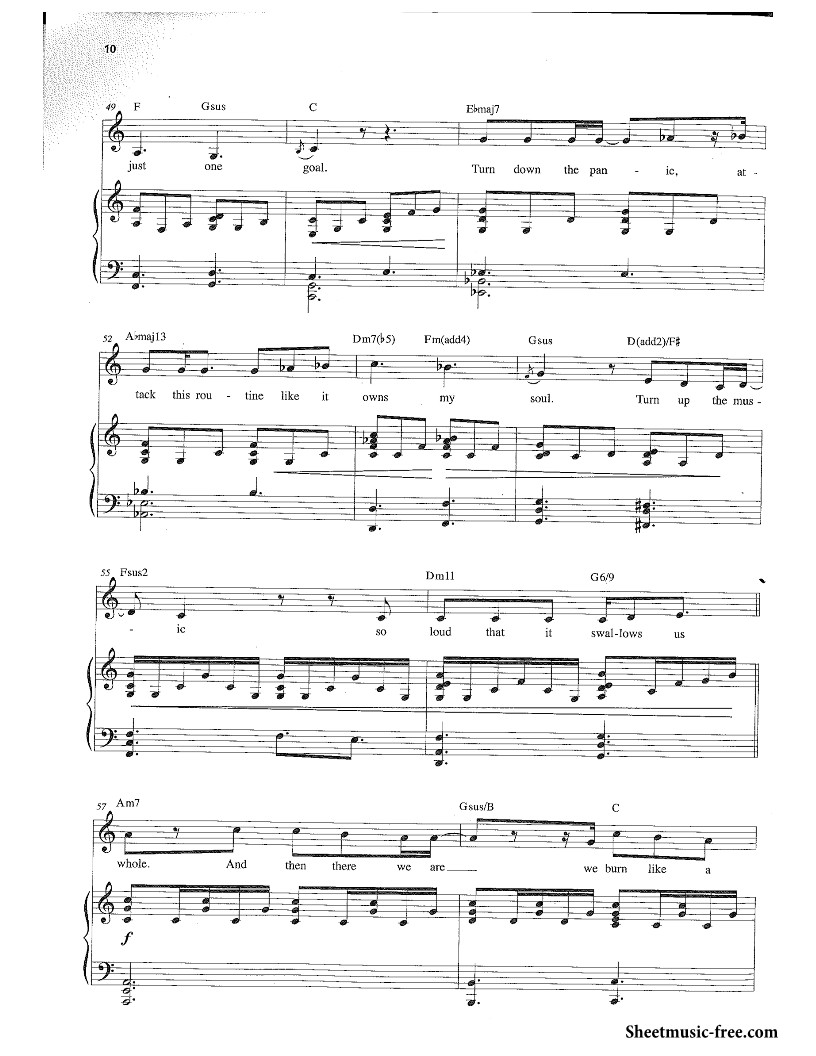 10
49 F Gsus C E♭maj7
just one goal. Turn down the pan - ic, at -
52 A♭maj13 Dm7(♭5) Fm(add4) Gsus D(add2)/F♯
tack this rou - tine like it owns my soul. Turn up the mus -
55 Fsus2 Dm11 G6/9
- ic so loud that it swal-lows us
57 Am7 Gsus/B C
whole. And then there we are___ we burn like a
f
Sheetmusic-free.com